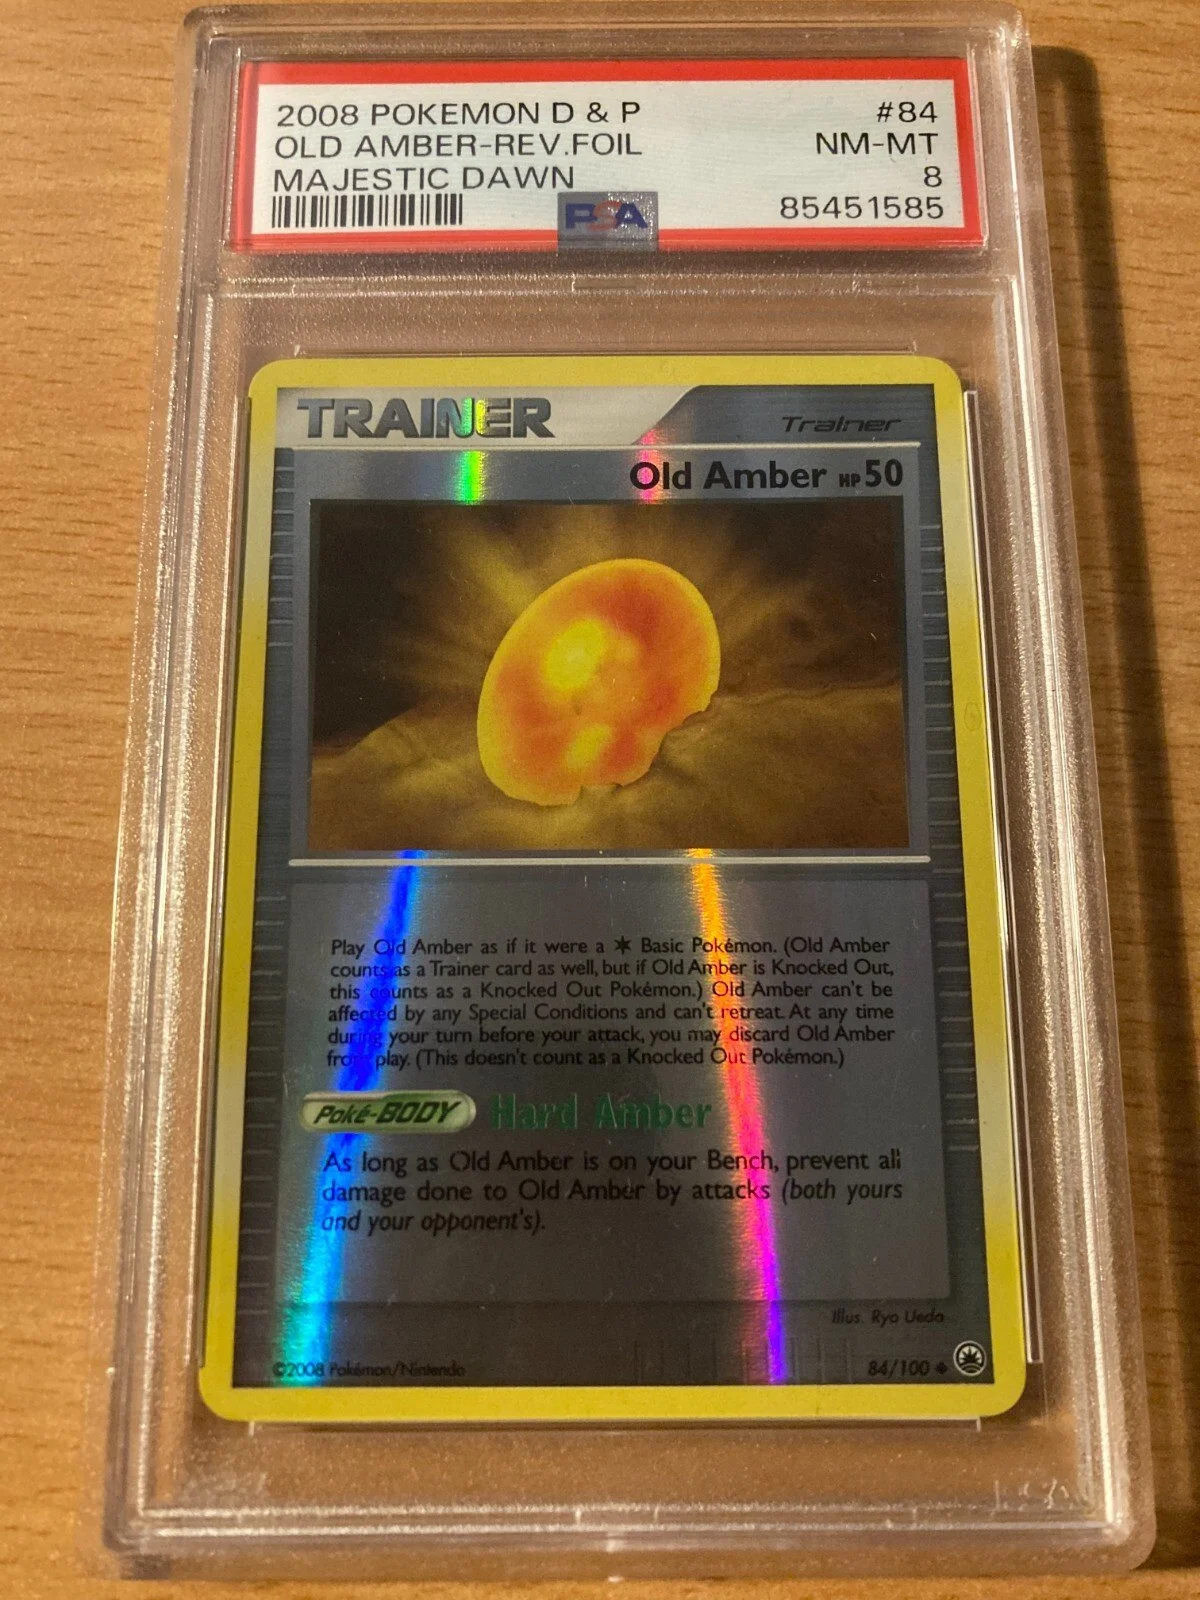 2008 POKEMON D & P #84
OLD AMBER-REV.FOIL NM-MT
MAJESTIC DAWN 8
PSA 85451585
TRAINER Trainer
Old Amber HP 50
Play Old Amber as if it were a Basic Pokémon. (Old Amber
counts as a Trainer card as well, but if Old Amber is Knocked Out,
this counts as a Knocked Out Pokémon.) Old Amber can't be
affected by any Special Conditions and can't retreat. At any time
during your turn before your attack, you may discard Old Amber
from play. (This doesn't count as a Knocked Out Pokémon.)
Poké-BODY Hard Amber
As long as Old Amber is on your Bench, prevent all
damage done to Old Amber by attacks (both yours
and your opponent's).
Illus. Ryo Ueda
©2008 Pokémon/Nintendo 84/100